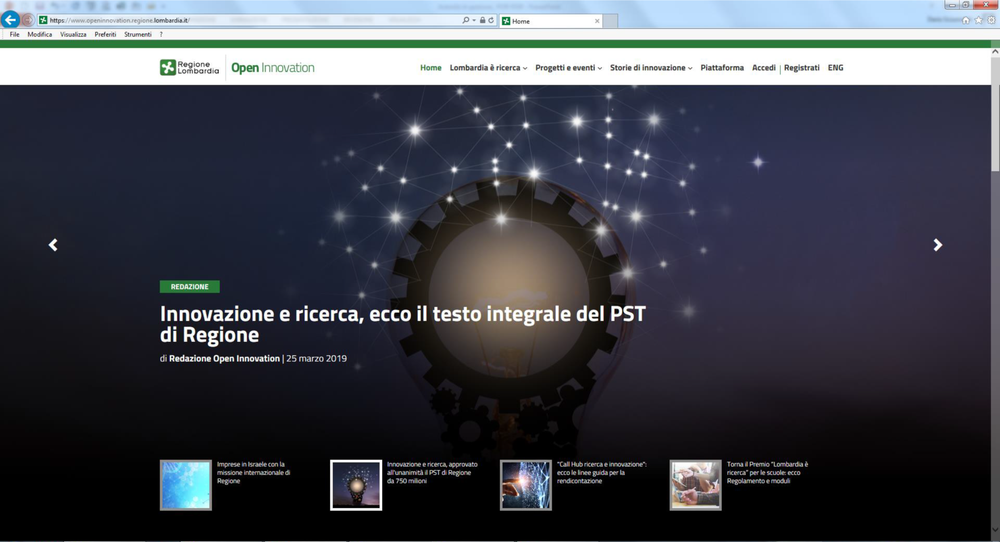 https://www.openinnovation.regione.lombardia.it/
Home
File Modifica Visualizza Preferiti Strumenti ?
Regione
Lombardia
Open Innovation
Home Lombardia è ricerca Progetti e eventi Storie di innovazione Piattaforma Accedi | Registrati ENG
REDAZIONE
Innovazione e ricerca, ecco il testo integrale del PST
di Regione
di Redazione Open Innovation | 25 marzo 2019
Imprese in Israele con la
missione internazionale di
Regione
Innovazione e ricerca, approvato
all'unanimità il PST di Regione
da 750 milioni
"Call Hub ricerca e innovazione":
ecco le linee guida per la
rendicontazione
Torna il Premio “Lombardia è
ricerca” per le scuole: ecco
Regolamento e moduli